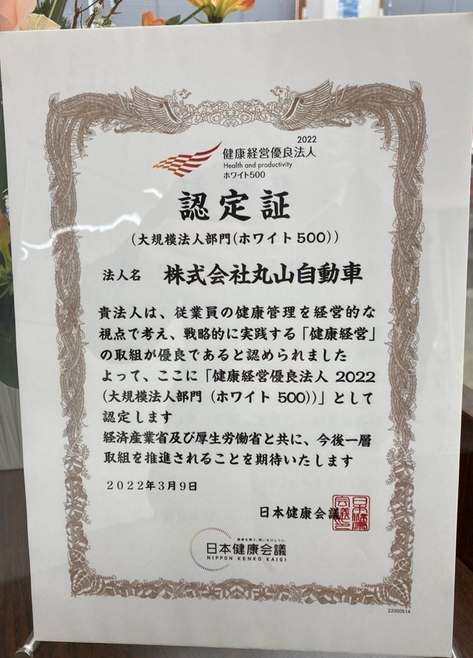 2022
健康経営優良法人
Health and productivity
ホワイト500
認定証
(大規模法人部門(ホワイト500))
法人名 株式会社丸山自動車
貴法人は、従業員の健康管理を経営的な
視点で考え、戦略的に実践する「健康経営」
の取組が優良であると認められました
よって、ここに「健康経営優良法人 2022
(大規模法人部門 (ホワイト 500))」として
認定します
経済産業省及び厚生労働省と共に、今後一層
取組を推進されることを期待いたします
2022年3月9日
日本健康会議
日本健康会議
NIPPON KENKO KAIGI
22000514